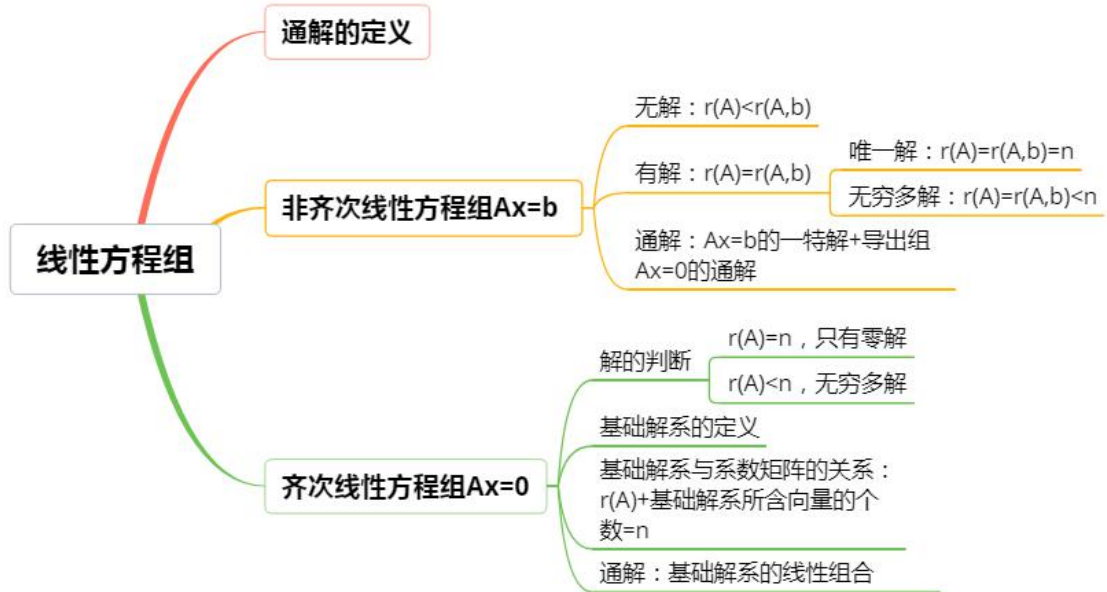 通解的定义
线性方程组
非齐次线性方程组Ax=b
无解：r(A)<r(A,b)
有解：r(A)=r(A,b)
唯一解：r(A)=r(A,b)=n
无穷多解：r(A)=r(A,b)<n
通解：Ax=b的一特解+导出组
Ax=0的通解
齐次线性方程组Ax=0
解的判断
r(A)=n，只有零解
r(A)<n，无穷多解
基础解系的定义
基础解系与系数矩阵的关系：
r(A)+基础解系所含向量的个
数=n
通解：基础解系的线性组合